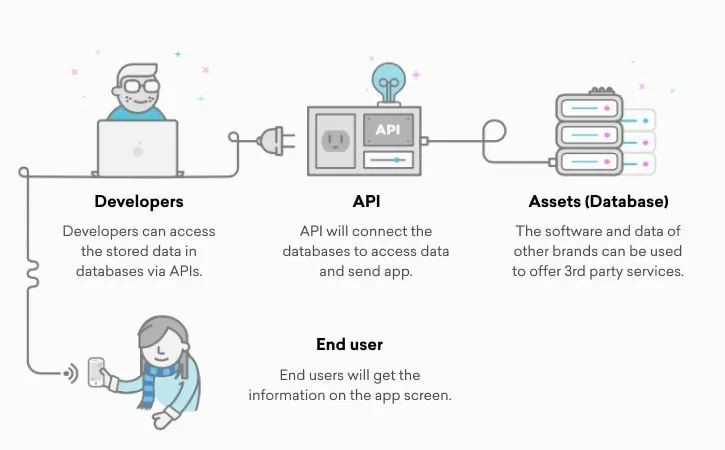 API
Developers
Developers can access
the stored data in
databases via APIs.
API
API will connect the
databases to access data
and send app.
Assets (Database)
The software and data of
other brands can be used
to offer 3rd party services.
End user
End users will get the
information on the app screen.